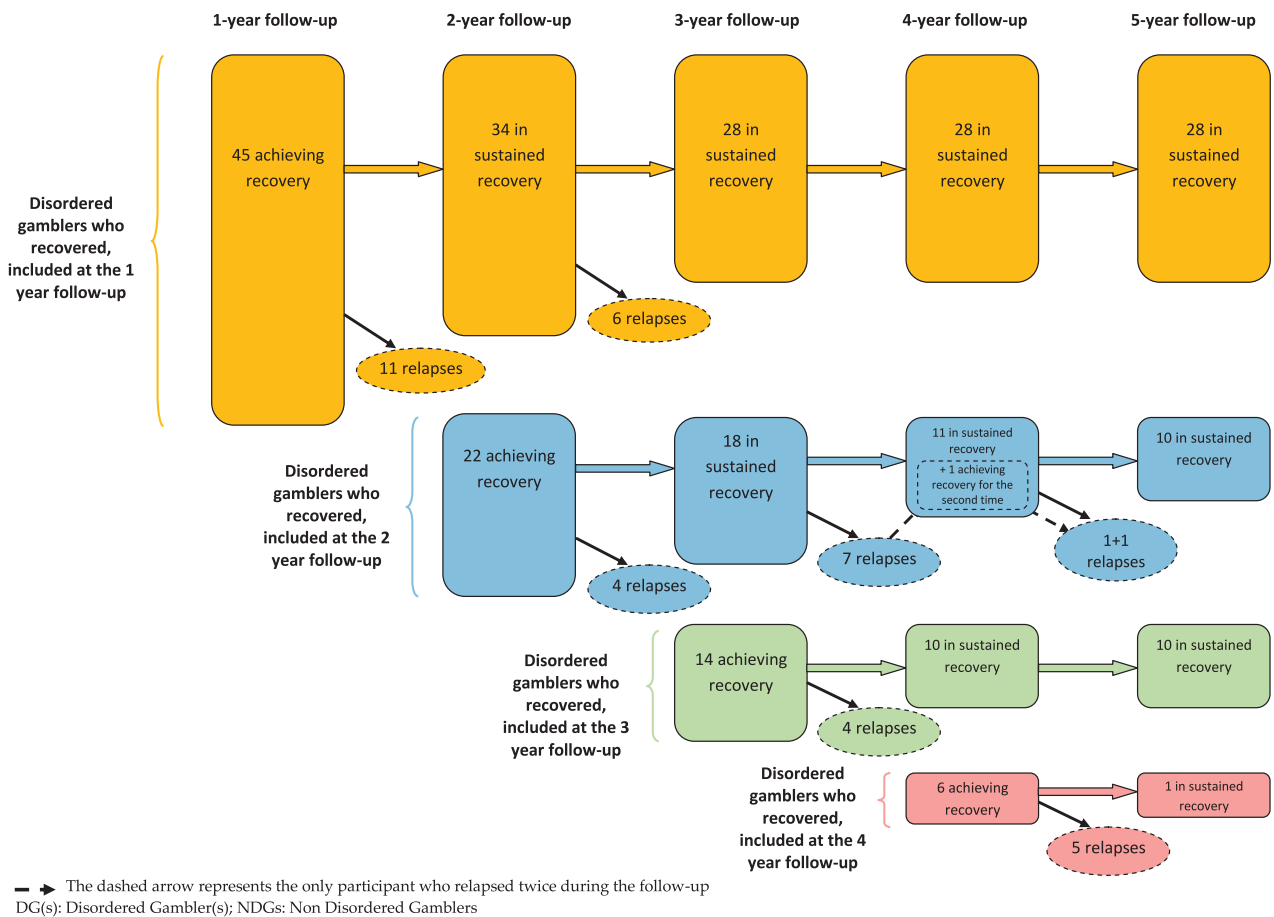 1-year follow-up
2-year follow-up
3-year follow-up
4-year follow-up
5-year follow-up
Disordered
gamblers who
recovered,
included at the 1
year follow-up
45 achieving
recovery
34 in
sustained
recovery
28 in
sustained
recovery
28 in
sustained
recovery
28 in
sustained
recovery
11 relapses
6 relapses
Disordered
gamblers who
recovered,
included at the 2
year follow-up
22 achieving
recovery
18 in
sustained
recovery
11 in sustained
recovery
+ 1 achieving
recovery for the
second time
10 in sustained
recovery
4 relapses
7 relapses
1+1
relapses
Disordered
gamblers who
recovered,
included at the 3
year follow-up
14 achieving
recovery
10 in sustained
recovery
10 in sustained
recovery
4 relapses
Disordered
gamblers who
recovered,
included at the 4
year follow-up
6 achieving
recovery
1 in sustained
recovery
5 relapses
The dashed arrow represents the only participant who relapsed twice during the follow-up
DG(s): Disordered Gambler(s); NDGs: Non Disordered Gamblers